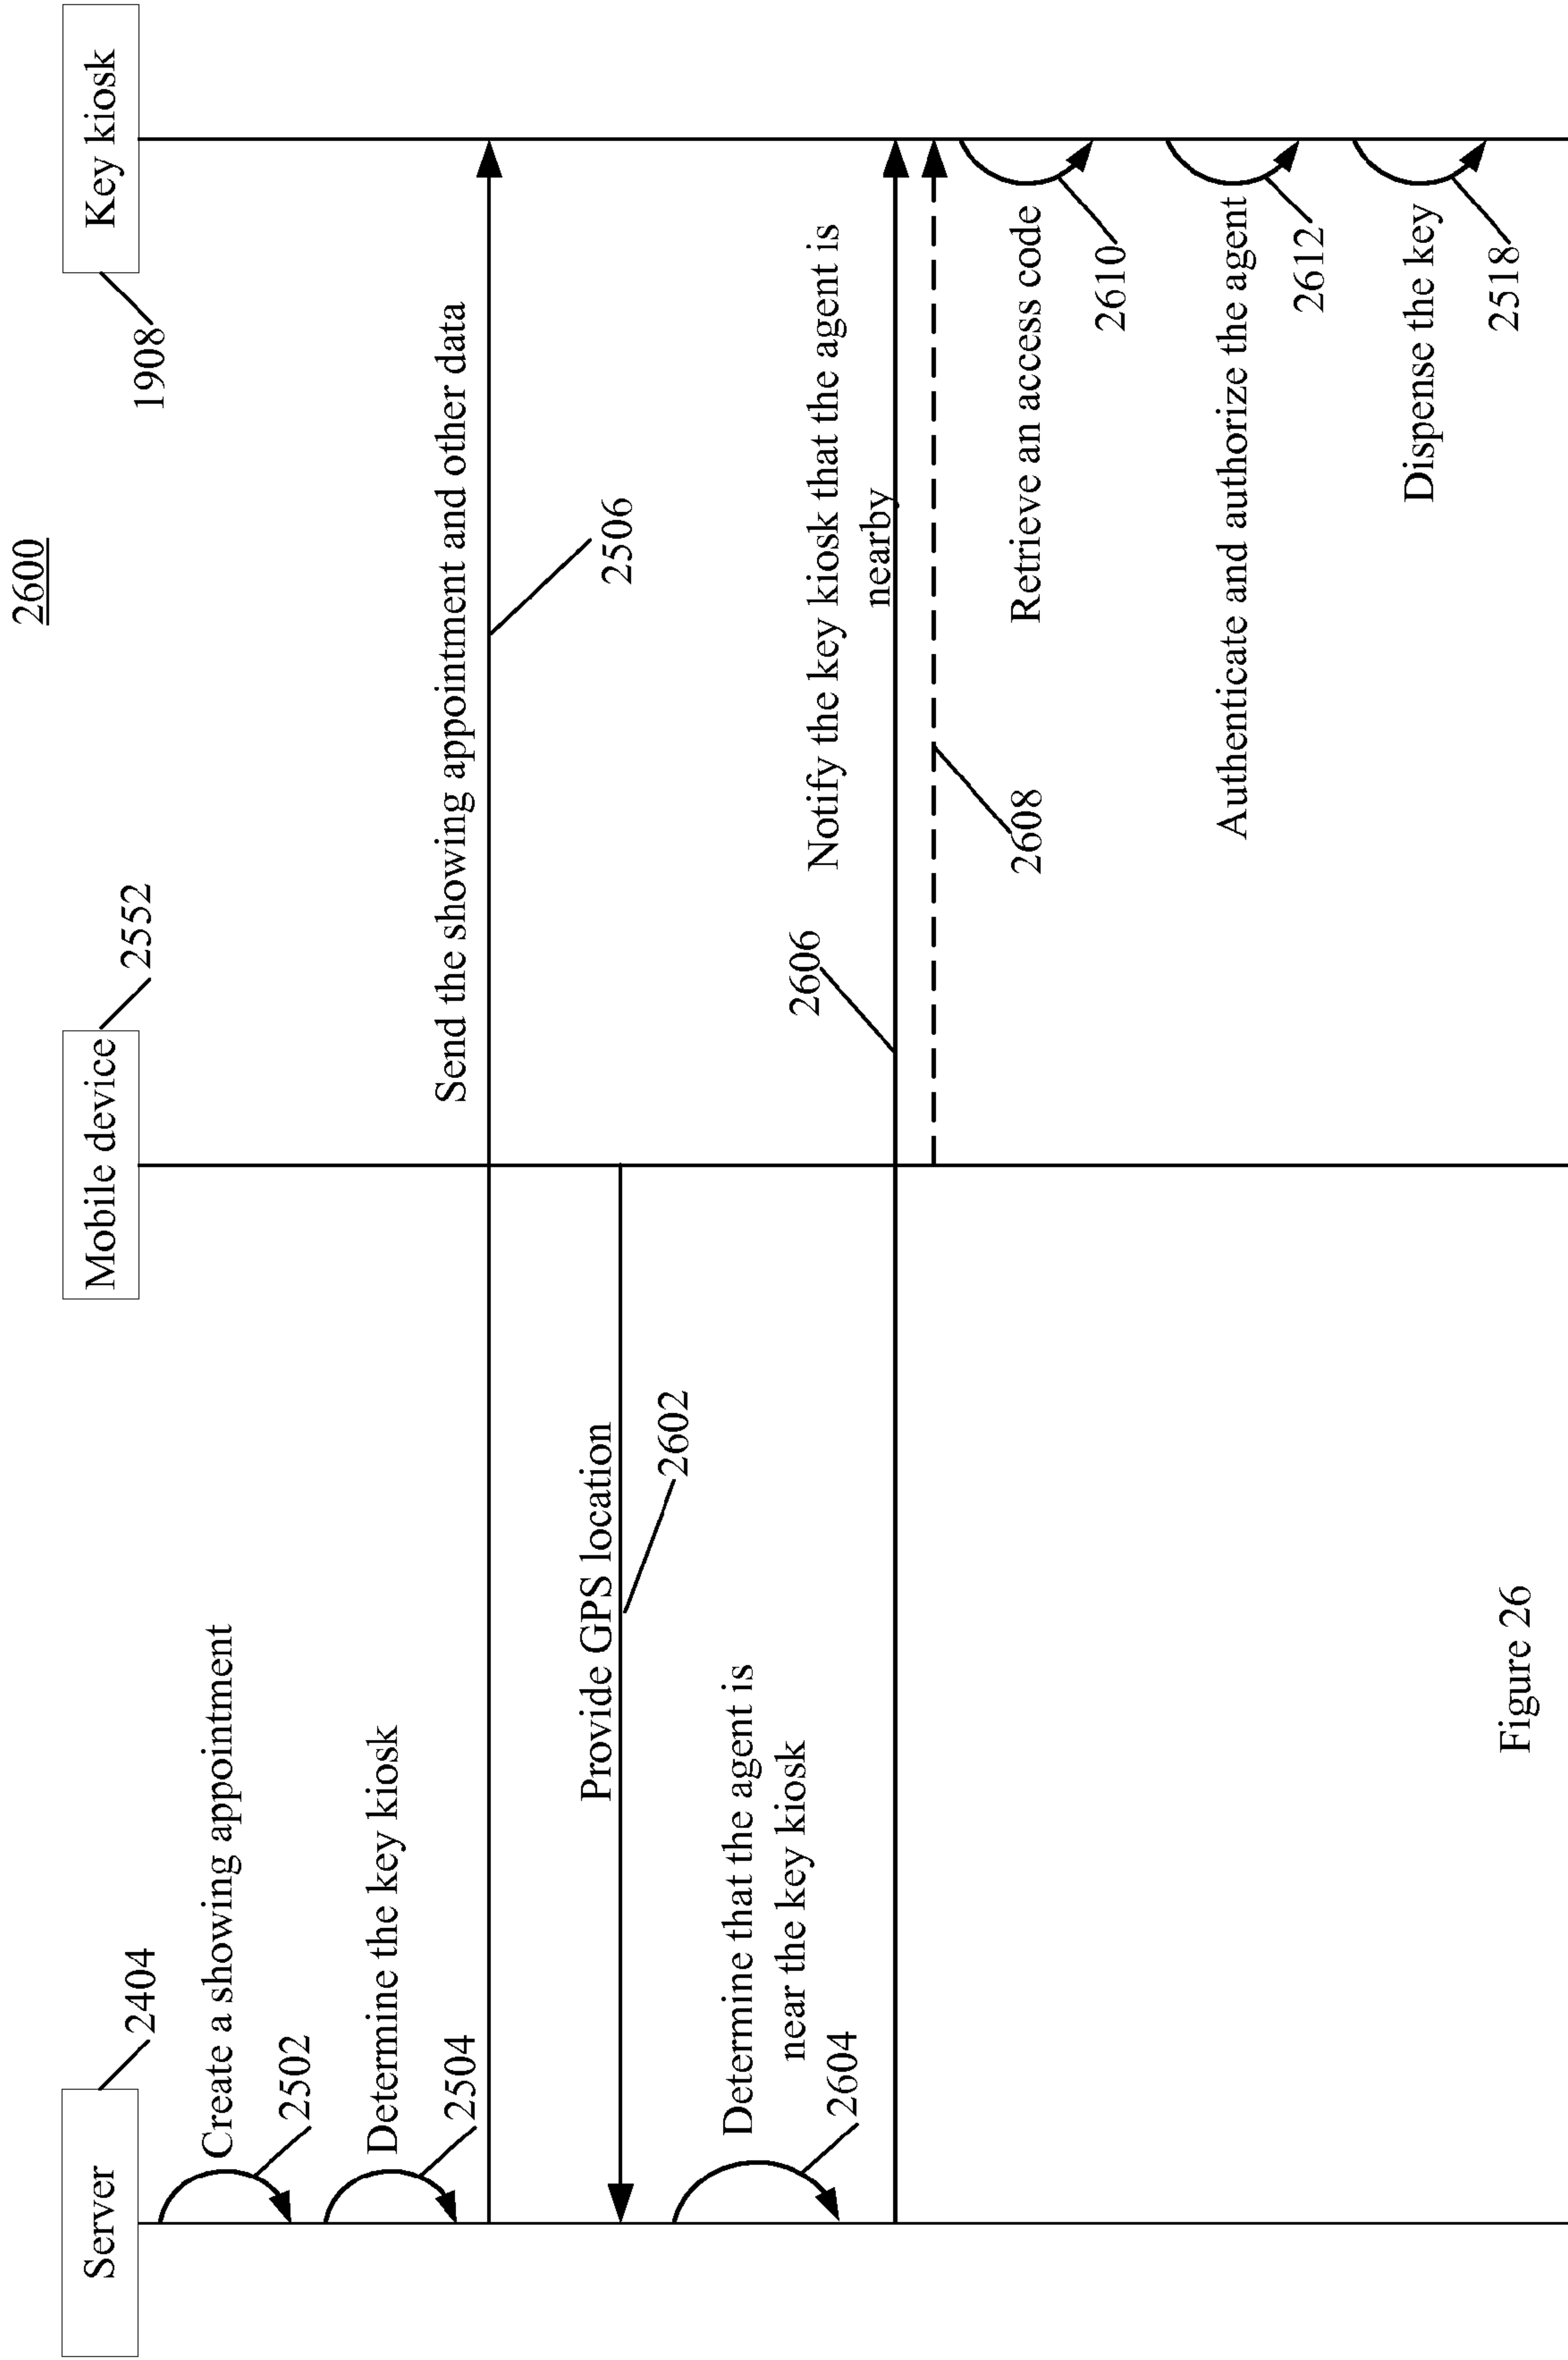 2600
Server
Mobile device
Key kiosk
2404
2552
1908
Create a showing appointment
2502
Determine the key kiosk
2504
Send the showing appointment and other data
2506
Provide GPS location
2602
Determine that the agent is
near the key kiosk
2604
2606
Notify the key kiosk that the agent is
nearby
2608
Retrieve an access code
2610
Authenticate and authorize the agent
2612
Dispense the key
2518
Figure 26